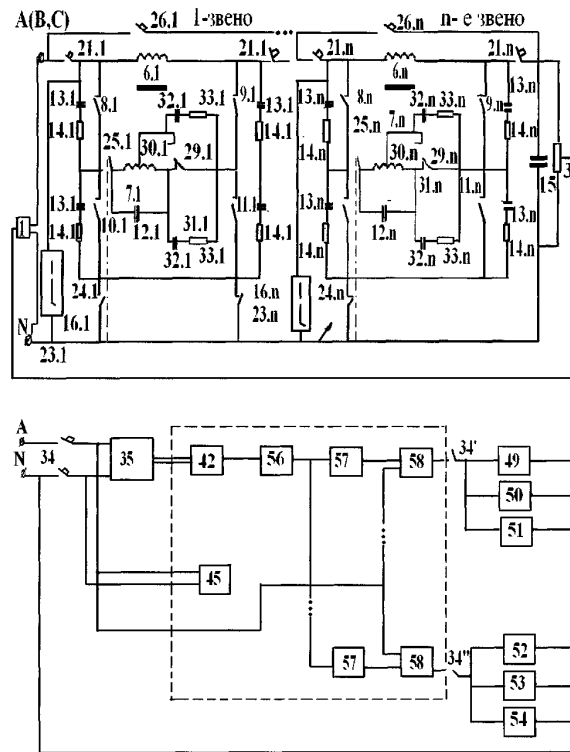 A(B,C) 26.1 1-звено 26.n n-е звено
21.1 21.1 21.n 21.n
6.1 6.n
13.1 8.1 32.1 33.1 9.1 13.1 13.n 8.n 32.n 33.n 9.n 13.n
14.1 25.1 14.1 14.n 25.n 7.n 14.n
30.1 29.1 30.n 29.n 15 3
13.1 7.1 11.1 13.1 13.n 31.n 11.n 13.n
14.1 10.1 12.1 31.1 14.1 14.n 12.n 14.n
1 32.1 33.1 32.n 33.n
24.1 16.n 24.n
N 16.1 23.n
23.1
A
N 34 35 42 56 57 58 34' 49
50
51
45
57 58 34" 52
53
54